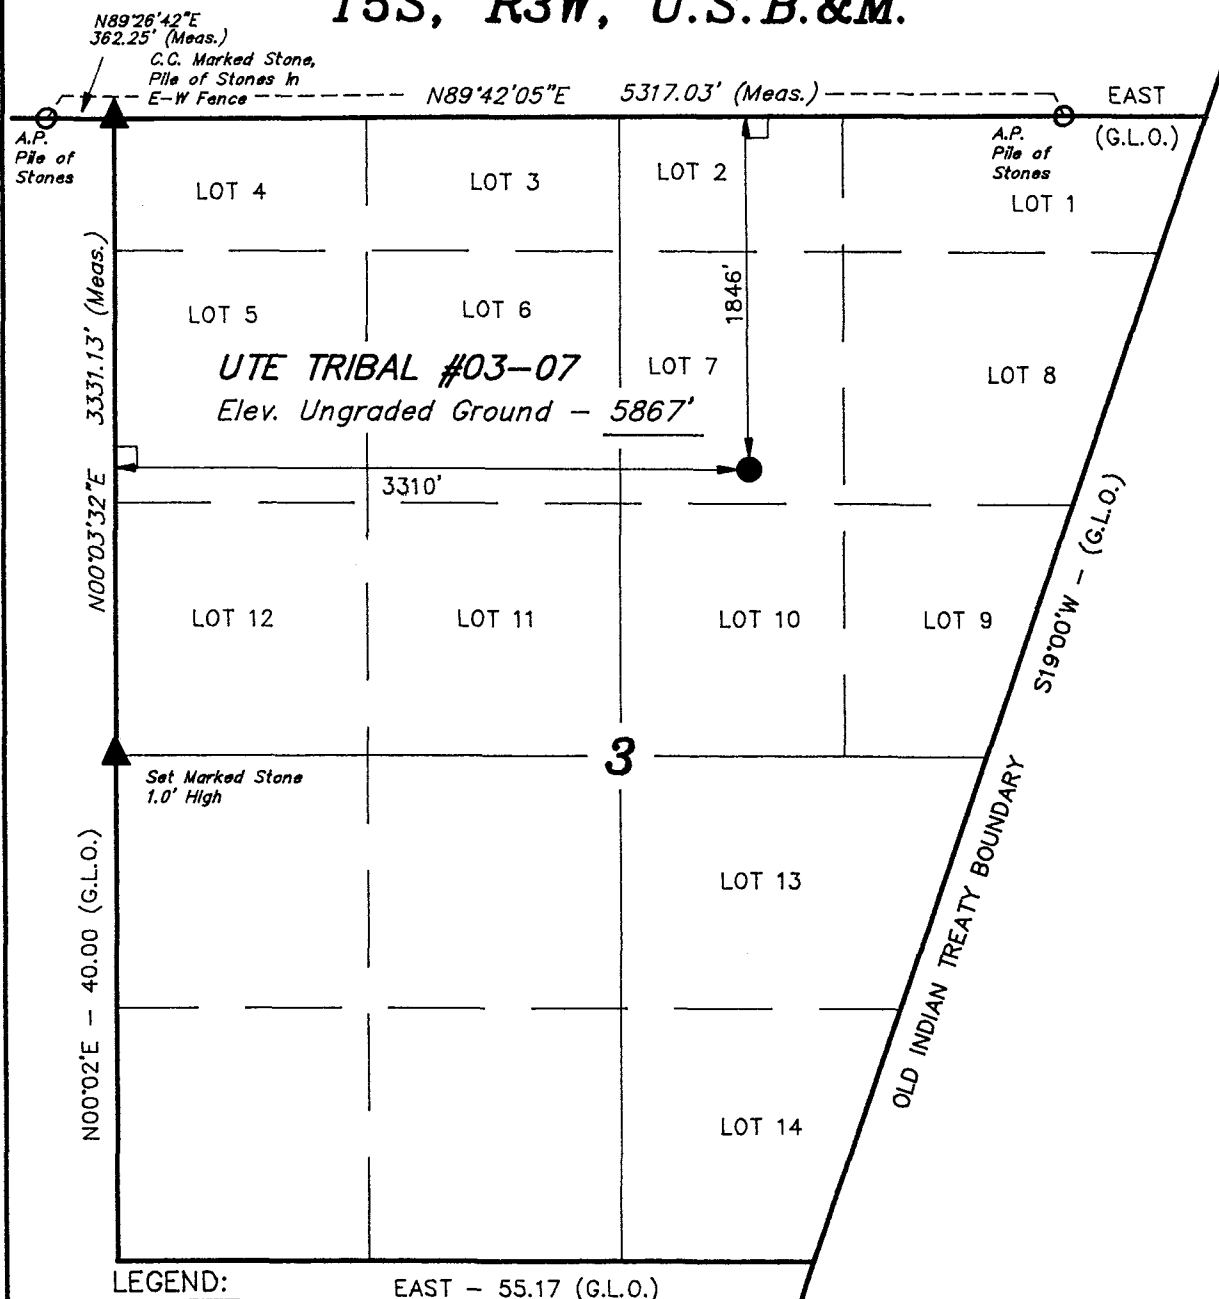 T5S, R3W, U.S.B.&M.
N89°26'42"E
362.25' (Meas.)
C.C. Marked Stone,
Pile of Stones In
E-W Fence
N89°42'05"E 5317.03' (Meas.)
EAST
(G.L.O.)
A.P.
Pile of
Stones
A.P.
Pile of
Stones
LOT 4
LOT 3
LOT 2
LOT 1
3331.13' (Meas.)
N00°03'32"E
1846'
LOT 5
LOT 6
LOT 7
LOT 8
UTE TRIBAL #03-07
Elev. Ungraded Ground - 5867'
3310'
S19°00'W - (G.L.O.)
LOT 12
LOT 11
LOT 10
LOT 9
3
Set Marked Stone
1.0' High
N00°02'E - 40.00 (G.L.O.)
OLD INDIAN TREATY BOUNDARY
LOT 13
LOT 14
LEGEND:
EAST - 55.17 (G.L.O.)